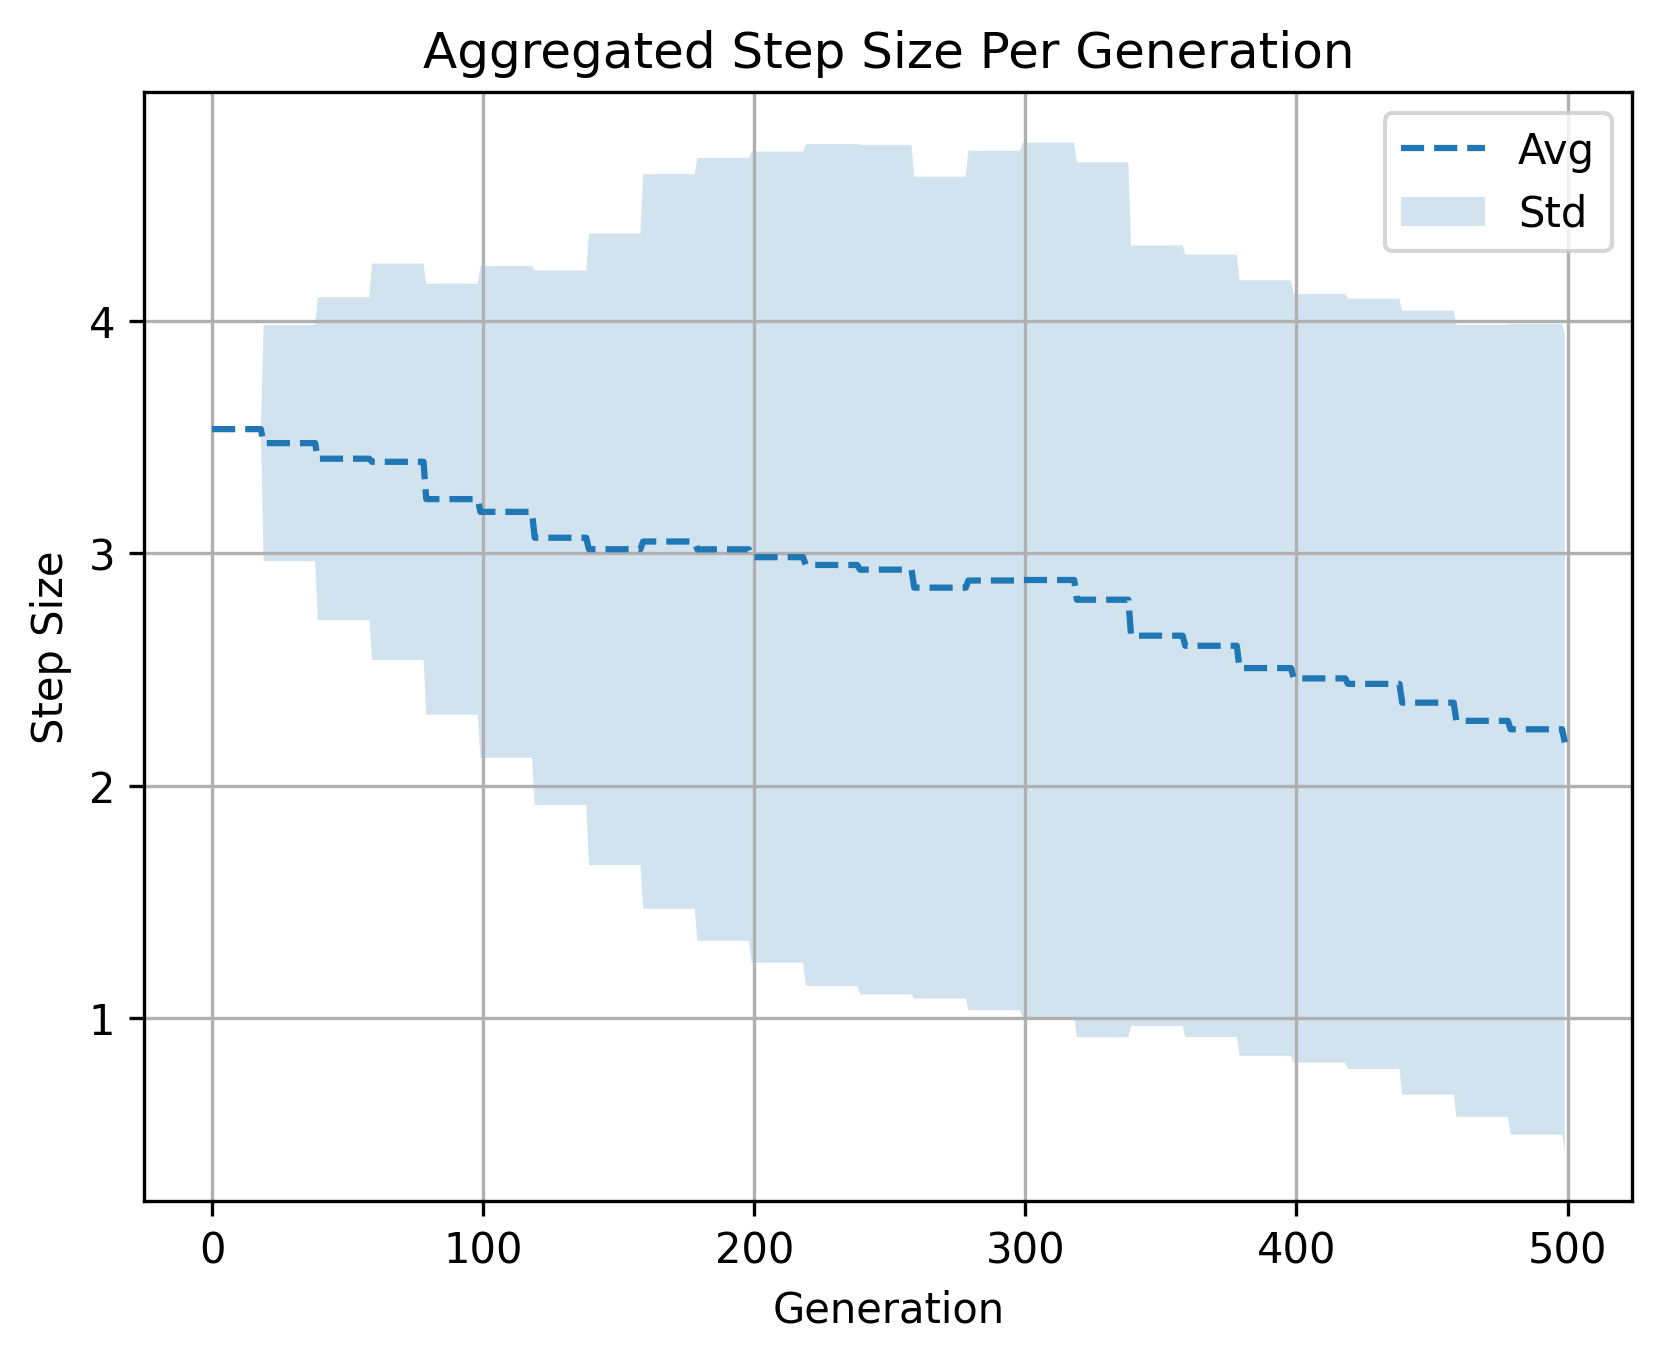 Aggregated Step Size Per Generation
Avg
Std
Step Size
4
3
2
1
0 100 200 300 400 500
Generation